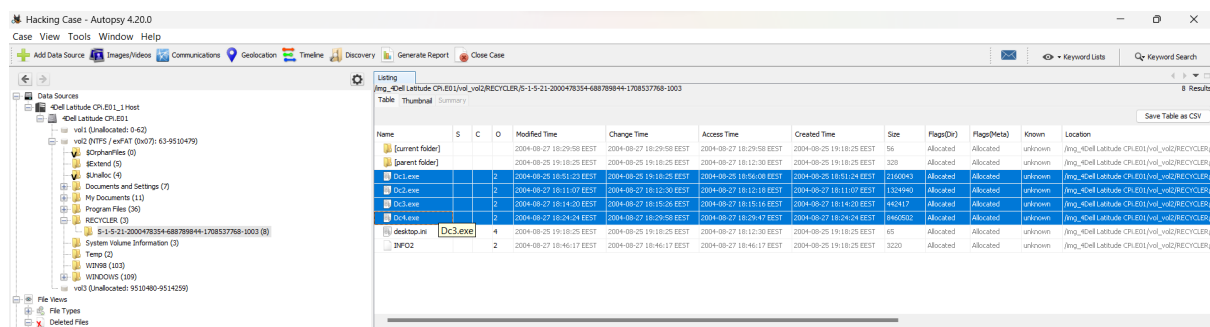 Hacking Case - Autopsy 4.20.0
Case View Tools Window Help
Add Data Source Images/Videos Communications Geolocation Timeline Discovery Generate Report Close Case Keyword Lists Keyword Search
Listing
/img_4Dell Latitude CPi.E01/vol_vol2/RECYCLER/S-1-5-21-2000478354-688789844-1708537768-1003 8 Results
Table Thumbnail Summary
Save Table as CSV
Data Sources
4Dell Latitude CPi.E01_1 Host
4Dell Latitude CPi.E01
vol1 (Unallocated: 0-62)
vol2 (NTFS / exFAT (0x07): 63-9510479)
$OrphanFiles (0)
$Extend (5)
$Unalloc (4)
Documents and Settings (7)
My Documents (11)
Program Files (36)
RECYCLER (3)
S-1-5-21-2000478354-688789844-1708537768-1003 (8)
System Volume Information (3)
Temp (2)
WIN98 (103)
WINDOWS (109)
vol3 (Unallocated: 9510480-9514259)
File Views
File Types
Deleted Files
Name S C O Modified Time Change Time Access Time Created Time Size Flags(Dir) Flags(Meta) Known Location
[current folder] 2004-08-27 18:29:58 EEST 2004-08-27 18:29:58 EEST 2004-08-27 18:29:58 EEST 2004-08-25 19:18:25 EEST 56 Allocated Allocated unknown /img_4Dell Latitude CPi.E01/vol_vol2/RECYCLER/
[parent folder] 2004-08-25 19:18:25 EEST 2004-08-25 19:18:25 EEST 2004-08-27 18:12:30 EEST 2004-08-25 19:18:25 EEST 328 Allocated Allocated unknown /img_4Dell Latitude CPi.E01/vol_vol2/RECYCLER/
Dc1.exe 2 2004-08-25 18:51:23 EEST 2004-08-25 19:18:25 EEST 2004-08-25 18:56:08 EEST 2004-08-25 18:51:24 EEST 2160043 Allocated Allocated unknown /img_4Dell Latitude CPi.E01/vol_vol2/RECYCLER/
Dc2.exe 2 2004-08-27 18:11:07 EEST 2004-08-27 18:12:30 EEST 2004-08-27 18:12:18 EEST 2004-08-27 18:11:07 EEST 1324940 Allocated Allocated unknown /img_4Dell Latitude CPi.E01/vol_vol2/RECYCLER/
Dc3.exe 2 2004-08-27 18:14:20 EEST 2004-08-27 18:15:26 EEST 2004-08-27 18:15:16 EEST 2004-08-27 18:14:20 EEST 442417 Allocated Allocated unknown /img_4Dell Latitude CPi.E01/vol_vol2/RECYCLER/
Dc4.exe 2 2004-08-27 18:24:24 EEST 2004-08-27 18:29:58 EEST 2004-08-27 18:29:47 EEST 2004-08-27 18:24:24 EEST 8460502 Allocated Allocated unknown /img_4Dell Latitude CPi.E01/vol_vol2/RECYCLER/
desktop.ini Dc3.exe 4 2004-08-25 19:18:25 EEST 2004-08-25 19:18:25 EEST 2004-08-27 18:12:30 EEST 2004-08-25 19:18:25 EEST 65 Allocated Allocated unknown /img_4Dell Latitude CPi.E01/vol_vol2/RECYCLER/
INFO2 2 2004-08-27 18:46:17 EEST 2004-08-27 18:46:17 EEST 2004-08-27 18:46:17 EEST 2004-08-25 19:18:25 EEST 3220 Allocated Allocated unknown /img_4Dell Latitude CPi.E01/vol_vol2/RECYCLER/